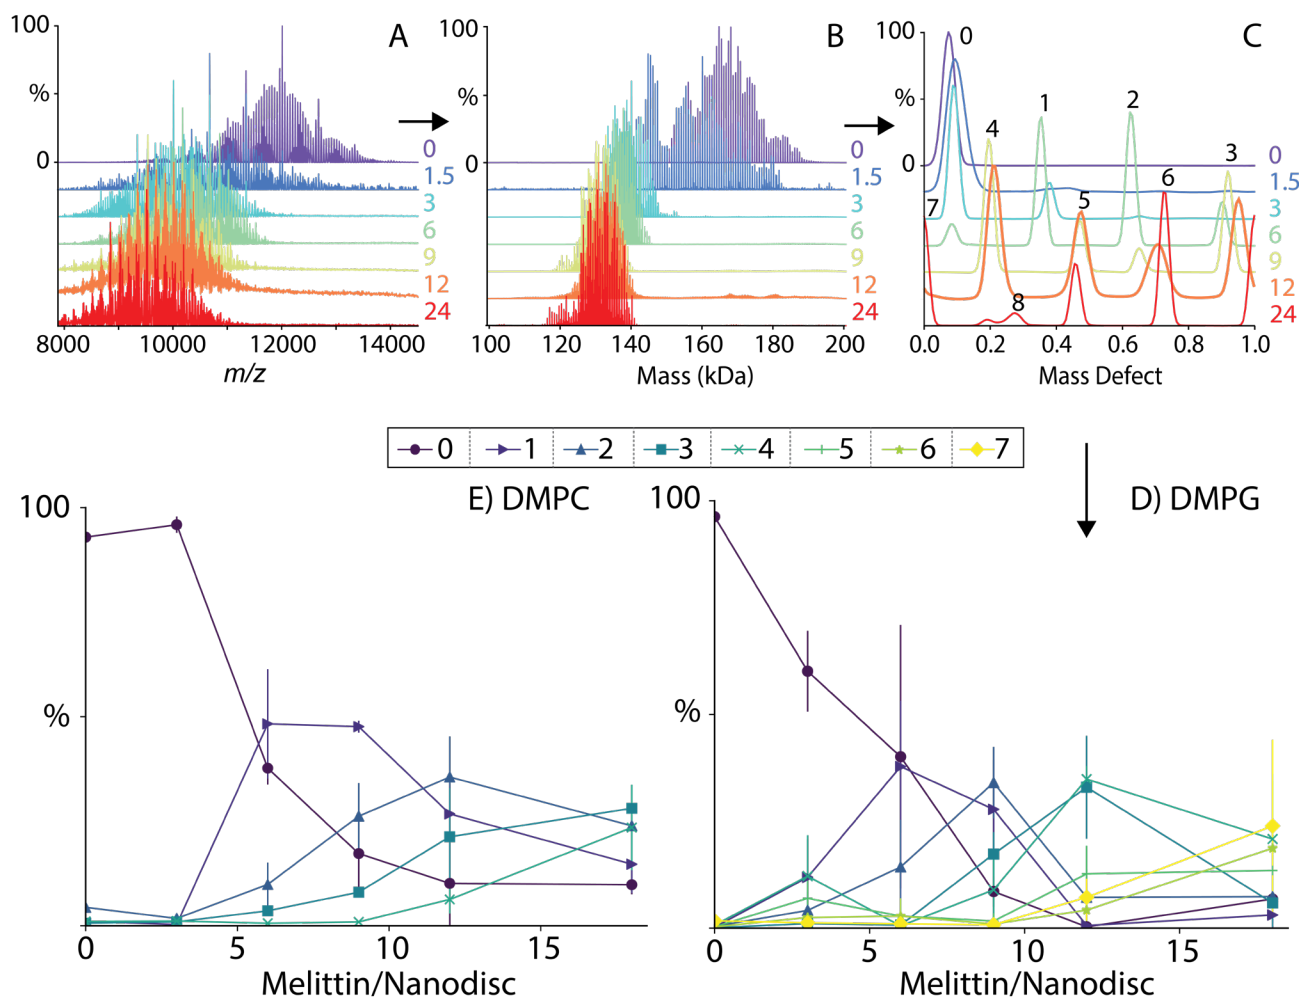 A
100
%
0
0
1.5
3
6
9
12
24
8000 10000 12000 14000
m/z
B
100
%
0
0
1.5
3
6
9
12
24
100 120 140 160 180 200
Mass (kDa)
C
100
%
0
0
1
2
3
4
5
6
7
8
0
1.5
3
6
9
12
24
0.0 0.2 0.4 0.6 0.8 1.0
Mass Defect
0 1 2 3 4 5 6 7
E) DMPC
100
%
0 5 10 15
Melittin/Nanodisc
D) DMPG
100
%
0 5 10 15
Melittin/Nanodisc